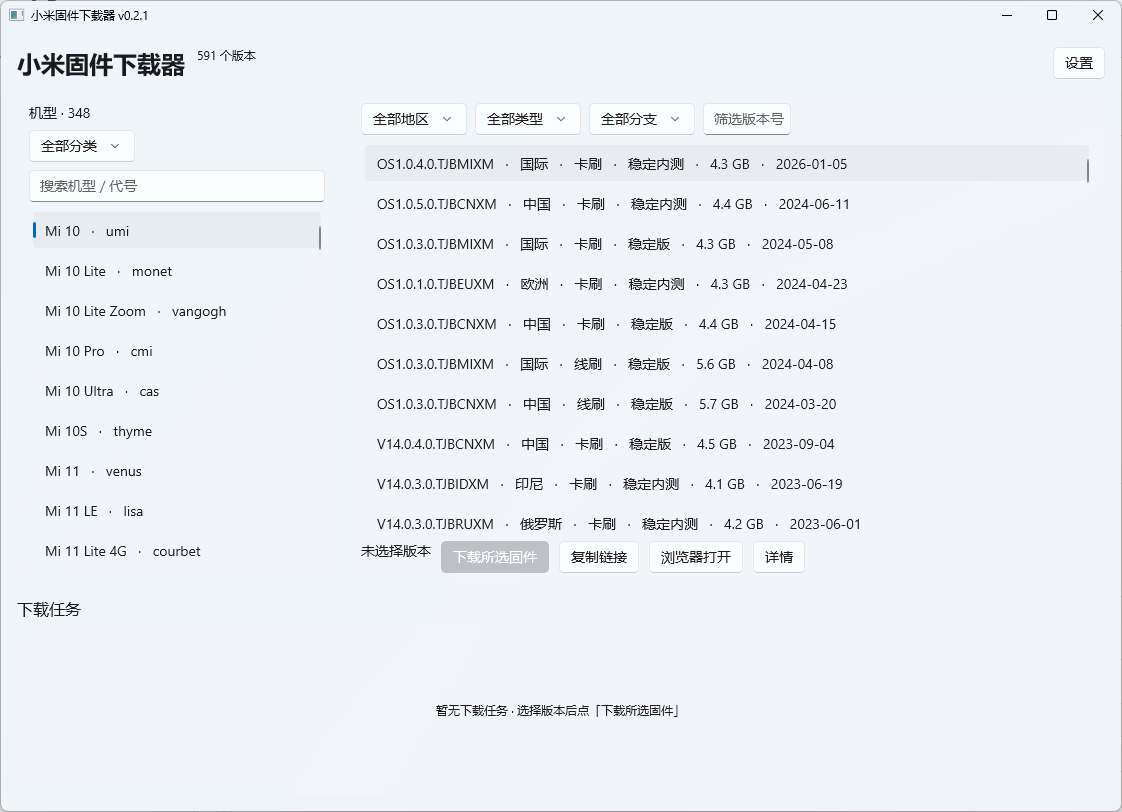 小米固件下载器 v0.2.1
小米固件下载器 591 个版本
设置
机型 · 348
全部分类
搜索机型 / 代号
Mi 10 · umi
Mi 10 Lite · monet
Mi 10 Lite Zoom · vangogh
Mi 10 Pro · cmi
Mi 10 Ultra · cas
Mi 10S · thyme
Mi 11 · venus
Mi 11 LE · lisa
Mi 11 Lite 4G · courbet
全部地区 全部类型 全部分支 筛选版本号
OS1.0.4.0.TJBMIXM · 国际 · 卡刷 · 稳定内测 · 4.3 GB · 2026-01-05
OS1.0.5.0.TJBCNXM · 中国 · 卡刷 · 稳定内测 · 4.4 GB · 2024-06-11
OS1.0.3.0.TJBMIXM · 国际 · 卡刷 · 稳定版 · 4.3 GB · 2024-05-08
OS1.0.1.0.TJBEUXM · 欧洲 · 卡刷 · 稳定内测 · 4.3 GB · 2024-04-23
OS1.0.3.0.TJBCNXM · 中国 · 卡刷 · 稳定版 · 4.4 GB · 2024-04-15
OS1.0.3.0.TJBMIXM · 国际 · 线刷 · 稳定版 · 5.6 GB · 2024-04-08
OS1.0.3.0.TJBCNXM · 中国 · 线刷 · 稳定版 · 5.7 GB · 2024-03-20
V14.0.4.0.TJBCNXM · 中国 · 卡刷 · 稳定版 · 4.5 GB · 2023-09-04
V14.0.3.0.TJBIDXM · 印尼 · 卡刷 · 稳定内测 · 4.1 GB · 2023-06-19
V14.0.3.0.TJBRUXM · 俄罗斯 · 卡刷 · 稳定内测 · 4.2 GB · 2023-06-01
未选择版本 下载所选固件 复制链接 浏览器打开 详情
下载任务
暂无下载任务 · 选择版本后点「下载所选固件」